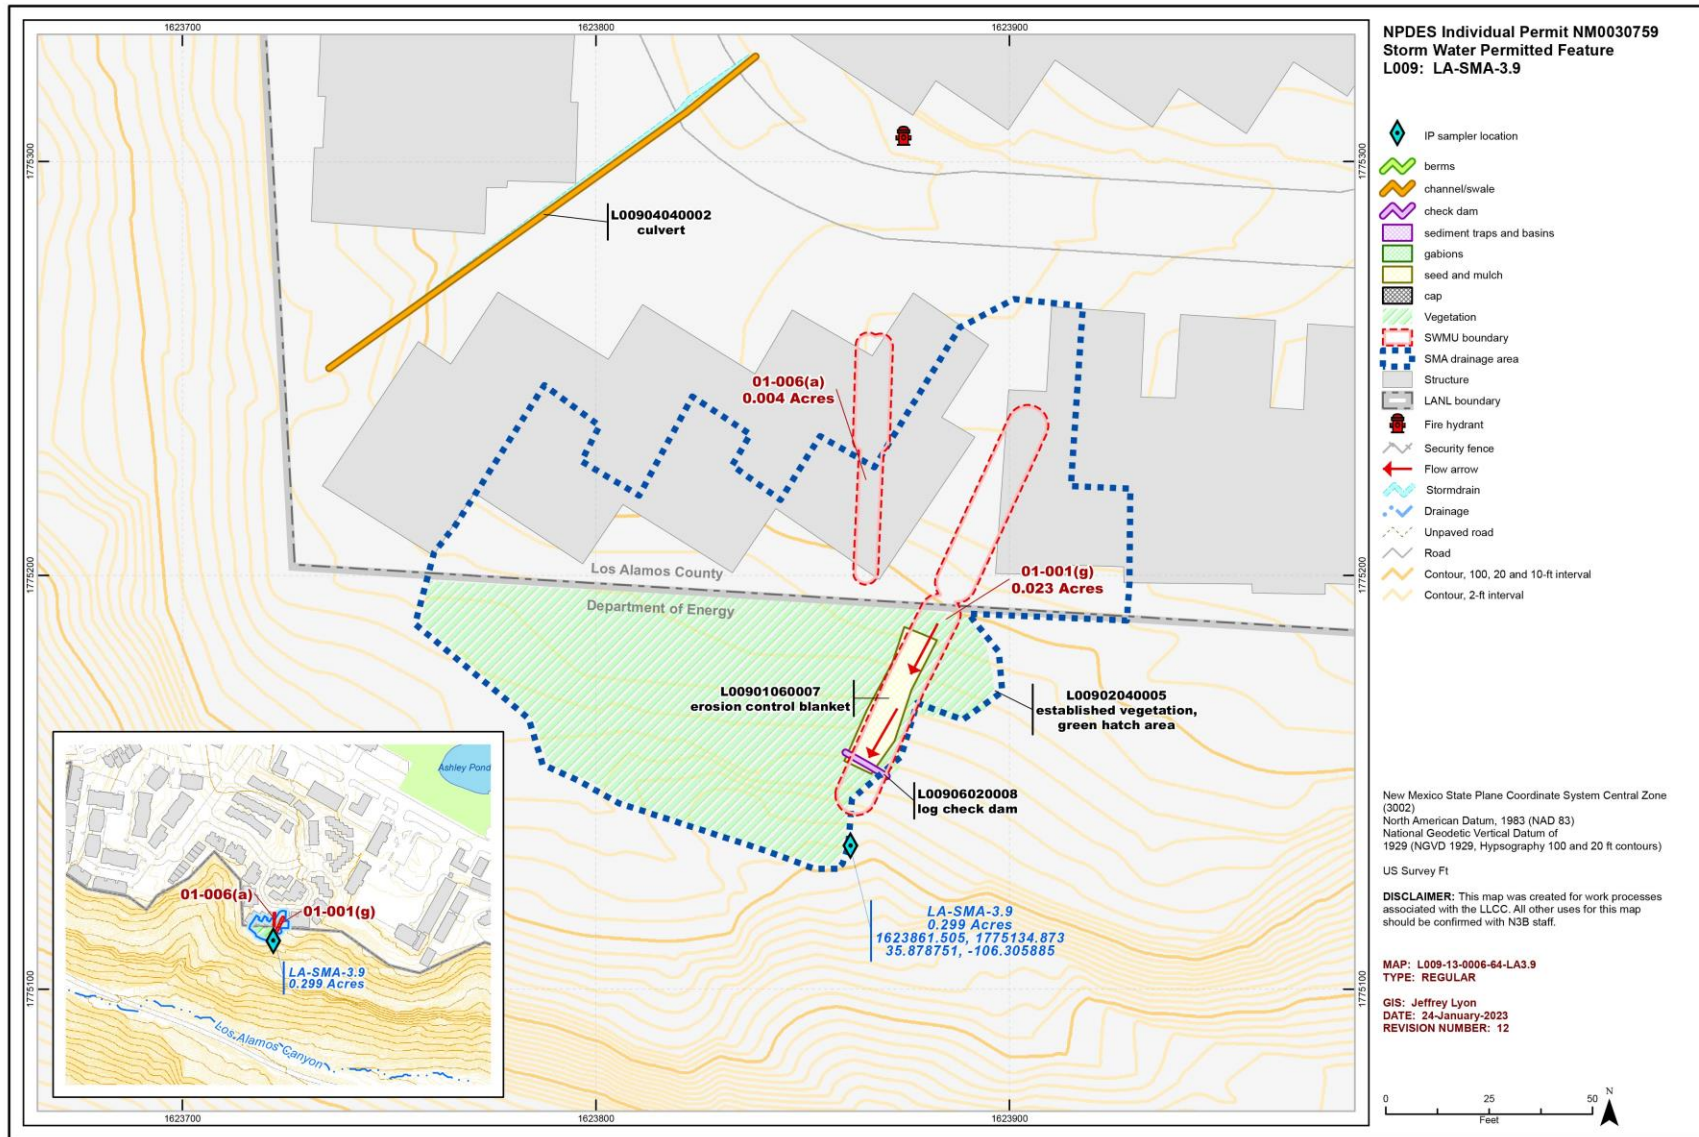 1623700
1623800
1623900
1775300
1775300
L00904040002
culvert
01-006(a)
0.004 Acres
1775200
1775200
01-001(g)
0.023 Acres
Los Alamos County
Department of Energy
L00901060007
erosion control blanket
L00902040005
established vegetation,
green hatch area
L00906020008
log check dam
LA-SMA-3.9
0.299 Acres
1623861.505, 1775134.873
35.878751, -106.305885
1775100
1775100
Ashley Pond
01-006(a)
01-001(g)
LA-SMA-3.9
0.299 Acres
Los Alamos Canyon
1623700
1623800
1623900
NPDES Individual Permit NM0030759
Storm Water Permitted Feature
L009: LA-SMA-3.9
IP sampler location
berms
channel/swale
check dam
sediment traps and basins
gabions
seed and mulch
cap
Vegetation
SWMU boundary
SMA drainage area
Structure
LANL boundary
Fire hydrant
Security fence
Flow arrow
Stormdrain
Drainage
Unpaved road
Road
Contour, 100, 20 and 10-ft interval
Contour, 2-ft interval
New Mexico State Plane Coordinate System Central Zone
(3002)
North American Datum, 1983 (NAD 83)
National Geodetic Vertical Datum of
1929 (NGVD 1929, Hypsography 100 and 20 ft contours)
US Survey Ft
DISCLAIMER: This map was created for work processes
associated with the LLCC. All other uses for this map
should be confirmed with N3B staff.
MAP: L009-13-0006-64-LA3.9
TYPE: REGULAR
GIS: Jeffrey Lyon
DATE: 24-January-2023
REVISION NUMBER: 12
0 25 50
Feet
N